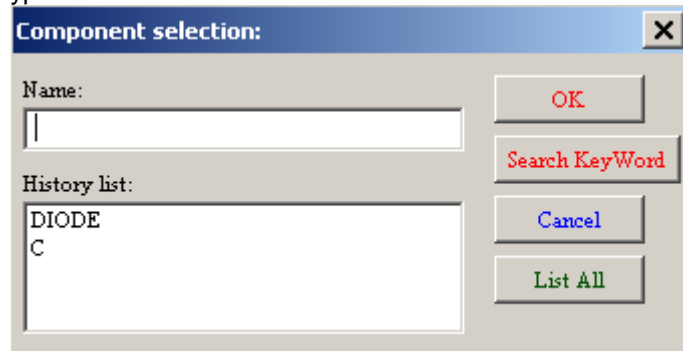 Component selection:
Name:
OK
Search KeyWord
History list:
DIODE
C
Cancel
List All